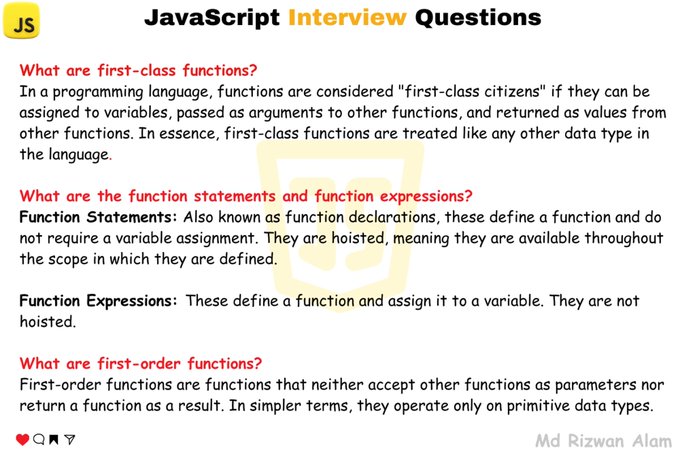 JS
JavaScript Interview Questions
What are first-class functions?
In a programming language, functions are considered "first-class citizens" if they can be
assigned to variables, passed as arguments to other functions, and returned as values from
other functions. In essence, first-class functions are treated like any other data type in
the language.
What are the function statements and function expressions?
Function Statements: Also known as function declarations, these define a function and do
not require a variable assignment. They are hoisted, meaning they are available throughout
the scope in which they are defined.
Function Expressions: These define a function and assign it to a variable. They are not
hoisted.
What are first-order functions?
First-order functions are functions that neither accept other functions as parameters nor
return a function as a result. In simpler terms, they operate only on primitive data types.
Md Rizwan Alam